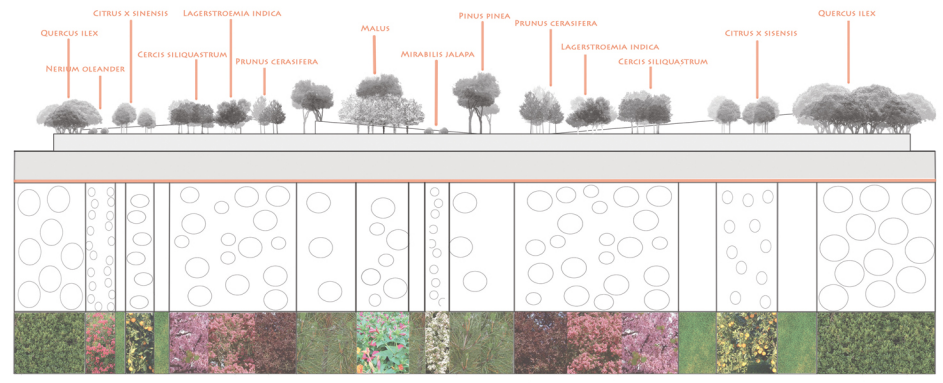 Quercus ilex
Nerium oleander
Citrus x sinensis
Cercis siliquastrum
Lagerstroemia indica
Prunus cerasifera
Malus
Mirabilis jalapa
Pinus pinea
Prunus cerasifera
Lagerstroemia indica
Cercis siliquastrum
Citrus x sisensis
Quercus ilex